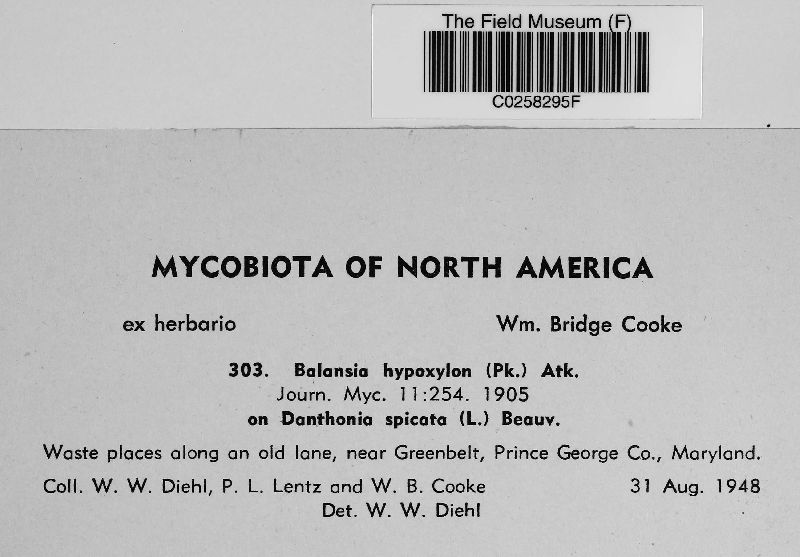 The Field Museum (F)
C0258295F
MYCOBIOTA OF NORTH AMERICA
ex herbario Wm. Bridge Cooke
303. Balansia hypoxylon (Pk.) Atk.
Journ. Myc. 11:254. 1905
on Danthonia spicata (L.) Beauv.
Waste places along an old lane, near Greenbelt, Prince George Co., Maryland.
Coll. W. W. Diehl, P. L. Lentz and W. B. Cooke 31 Aug. 1948
Det. W. W. Diehl